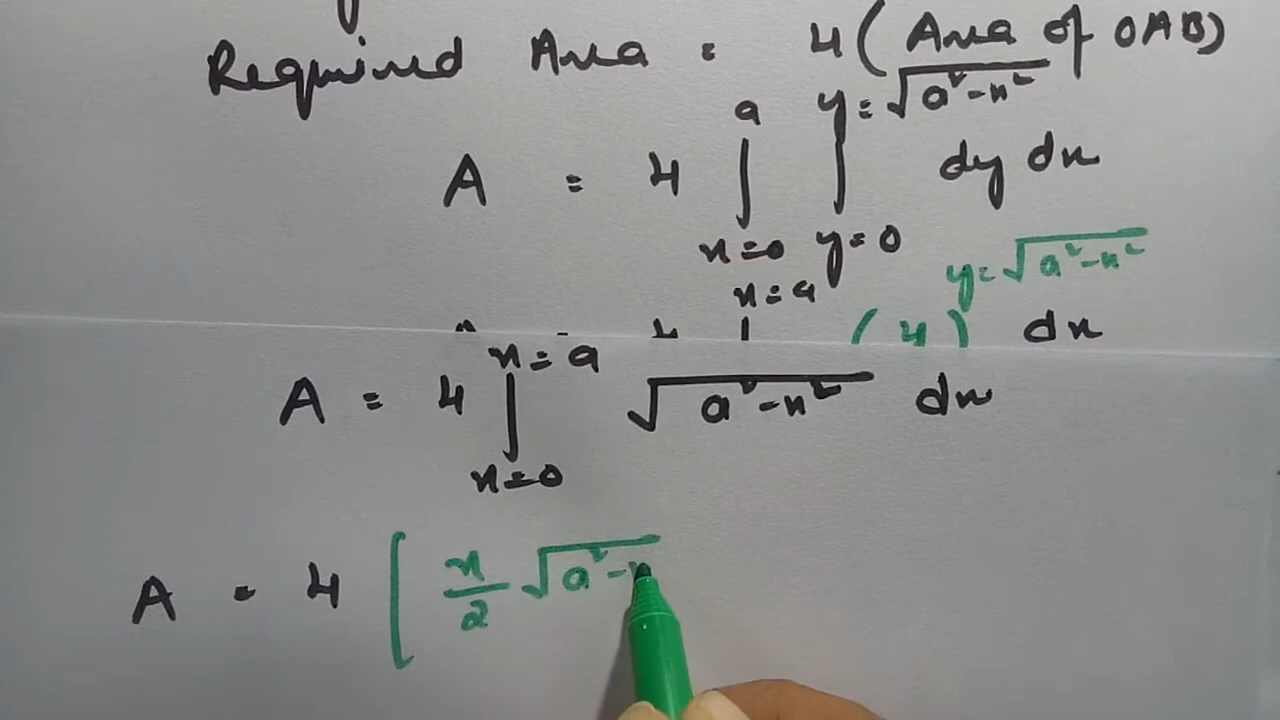 Required Area = 4 ( Area of OAB)
A = 4 ∫_{x=0}^{a} ∫_{y=0}^{y=√(a²-x²)} dy dx
y=√(a²-x²)
x=a
( y ) dx
A = 4 ∫_{x=0}^{x=a} √(a²-x²) dx
A = 4 [ x/2 √(a²-x